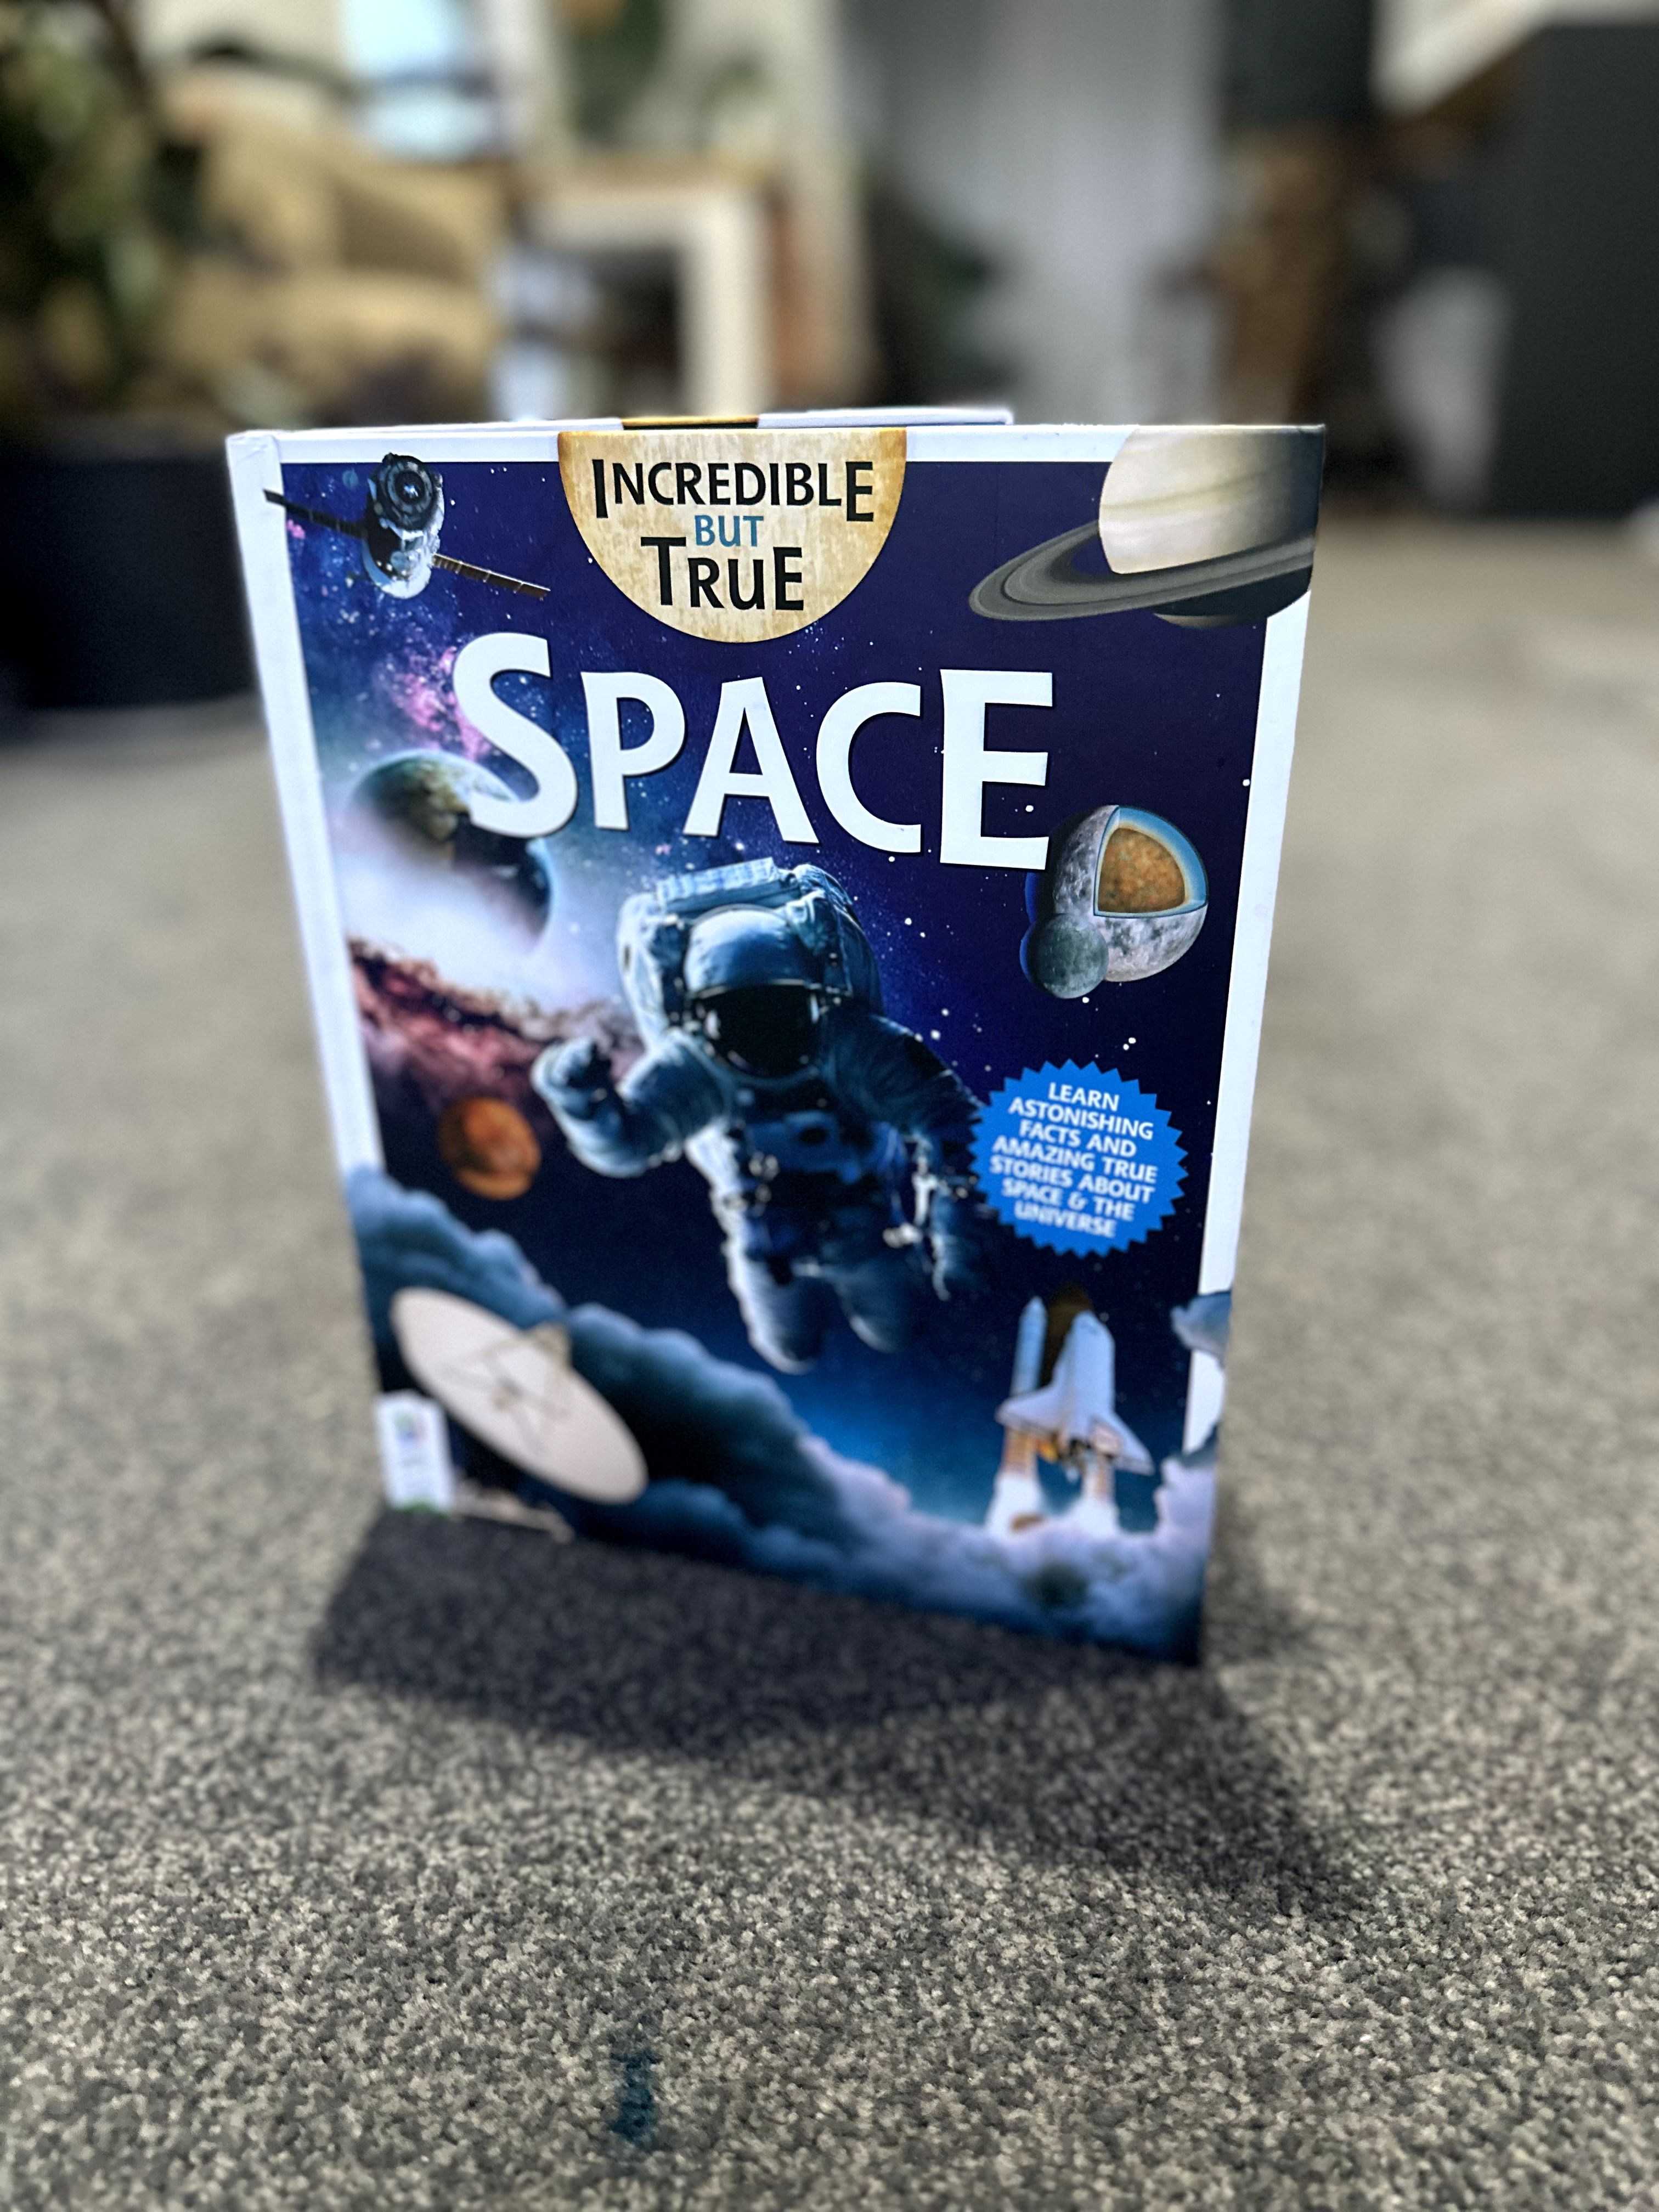 INCREDIBLE
BUT
TRUE
SPACE
LEARN
ASTONISHING
FACTS AND
AMAZING TRUE
STORIES ABOUT
SPACE & THE
UNIVERSE